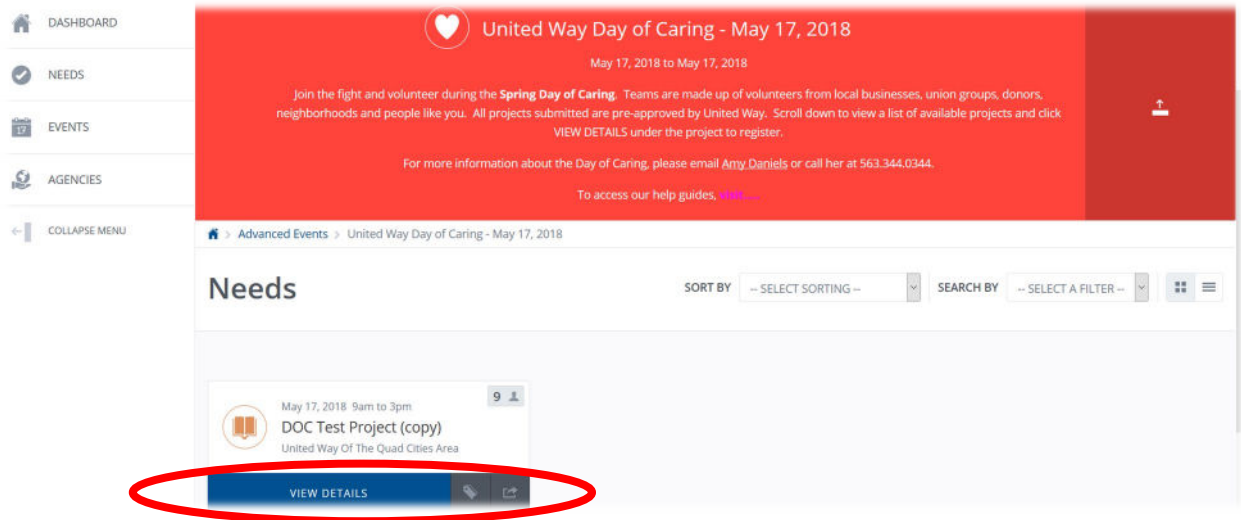 DASHBOARD
NEEDS
EVENTS
17
AGENCIES
COLLAPSE MENU
United Way Day of Caring - May 17, 2018
May 17, 2018 to May 17, 2018
Join the fight and volunteer during the Spring Day of Caring. Teams are made up of volunteers from local businesses, union groups, donors,
neighborhoods and people like you. All projects submitted are pre-approved by United Way. Scroll down to view a list of available projects and click
VIEW DETAILS under the project to register.
For more information about the Day of Caring, please email Amy Daniels or call her at 563.344.0344.
To access our help guides, visit.....
> Advanced Events > United Way Day of Caring - May 17, 2018
Needs
SORT BY -- SELECT SORTING --
SEARCH BY -- SELECT A FILTER --
9
May 17, 2018 9am to 3pm
DOC Test Project (copy)
United Way Of The Quad Cities Area
VIEW DETAILS